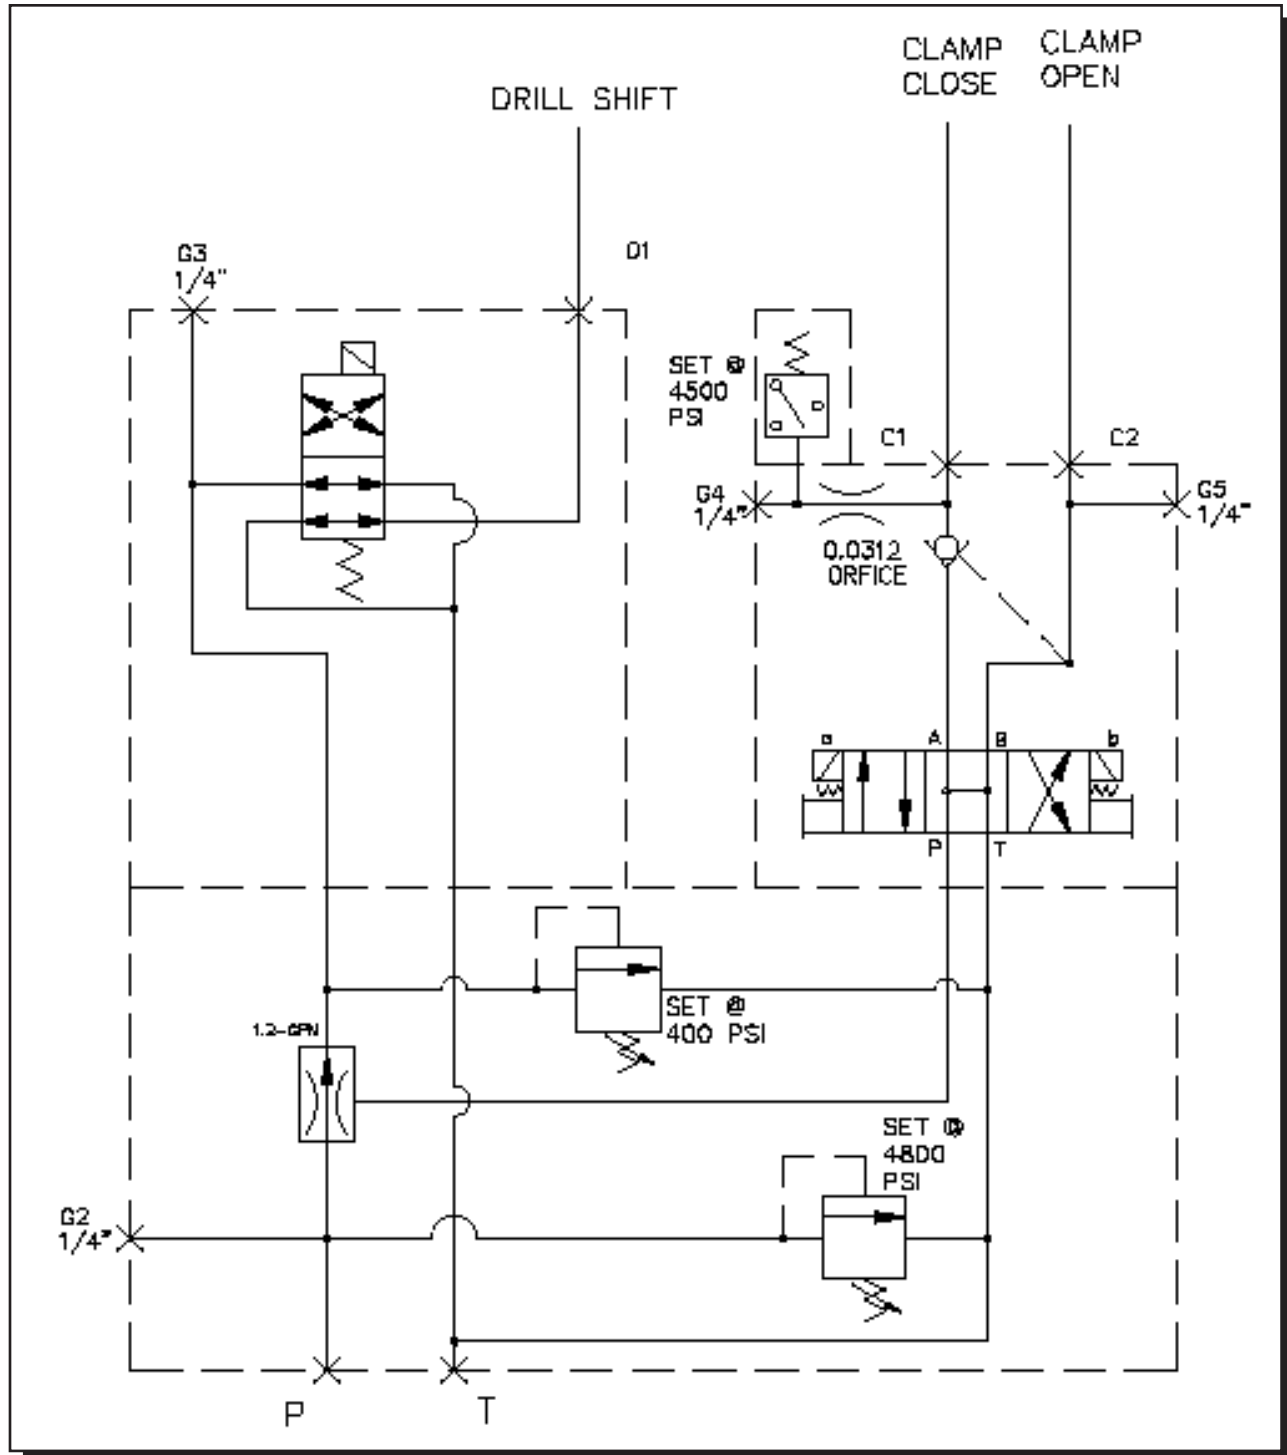 CLAMP
CLOSE
CLAMP
OPEN
DRILL SHIFT
G3
1/4"
D1
SET @
4500
PSI
C1
C2
G4
1/4"
G5
1/4"
0.0312
ORFICE
a
A
B
b
P
T
SET @
400 PSI
1.2-GPM
SET @
4800
PSI
G2
1/4"
P
T